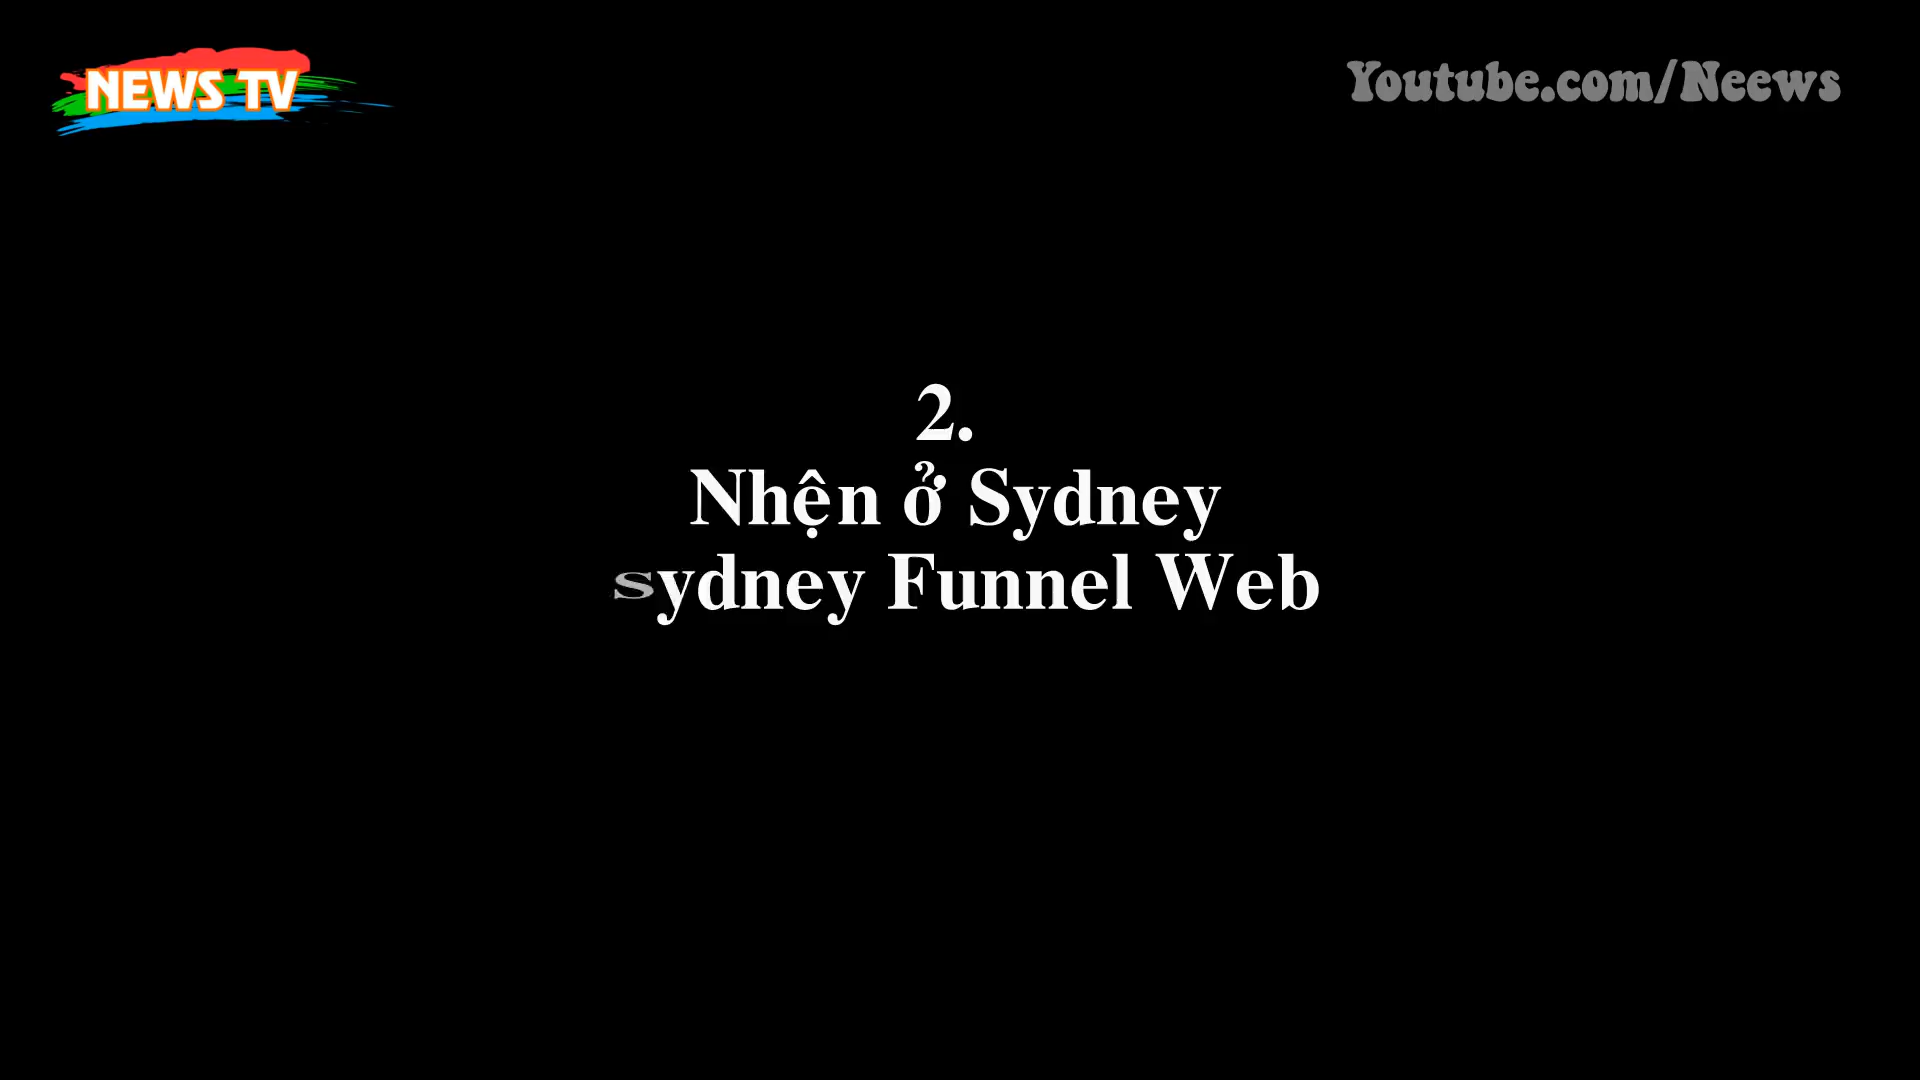 NEWS TV
Youtube.com/Neews
2.
Nhện ở Sydney
sydney Funnel Web